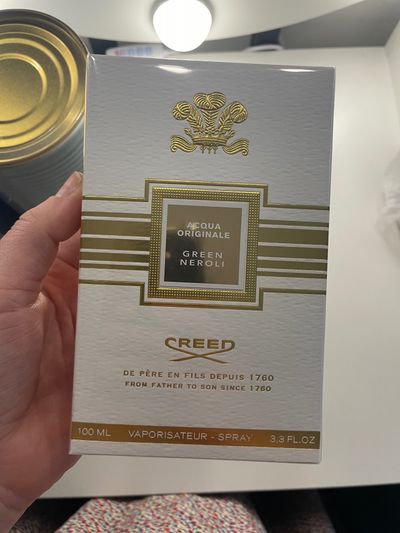 ACQUA
ORIGINALE
GREEN
NEROLI
CREED
DE PÈRE EN FILS DEPUIS 1760
FROM FATHER TO SON SINCE 1760
100 ML VAPORISATEUR - SPRAY 3,3 FL.OZ